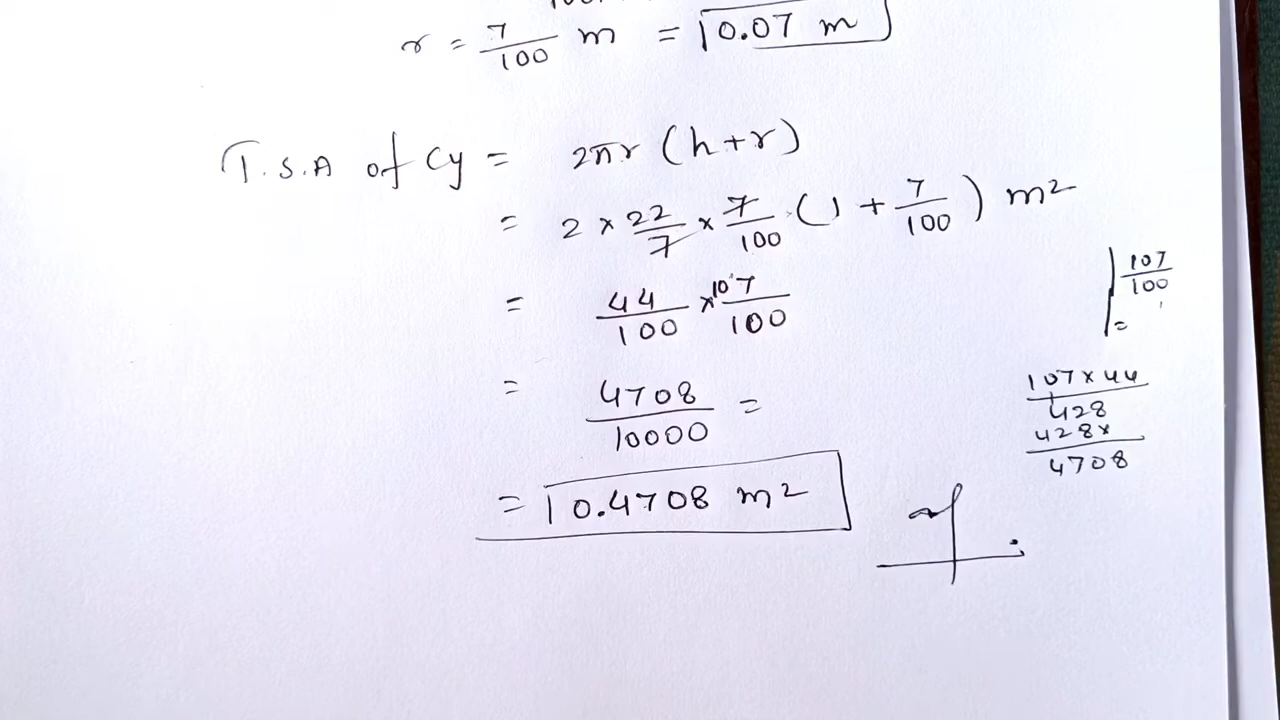 r = 7/100 m = 0.07 m
T.S.A of Cy = 2πr (h+r)
= 2 × 22/7 × 7/100 (1 + 7/100) m²
= 44/100 × 107/100
107/100
=
= 4708/10000 =
107×44
428
428×
4708
= 0.4708 m²